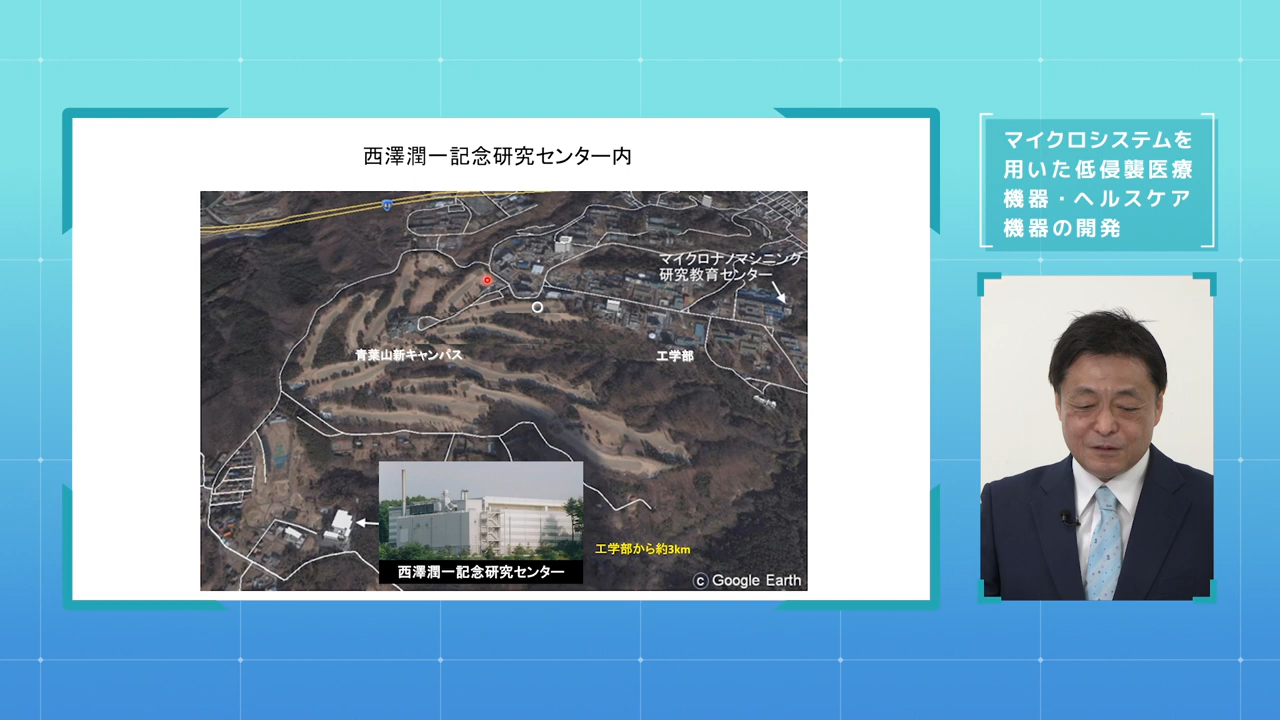 西澤潤一記念研究センター内
マイクロナノマシニング
研究教育センター
青葉山新キャンパス
工学部
工学部から約3km
西澤潤一記念研究センター
c Google Earth
マイクロシステムを
用いた低侵襲医療
機器・ヘルスケア
機器の開発